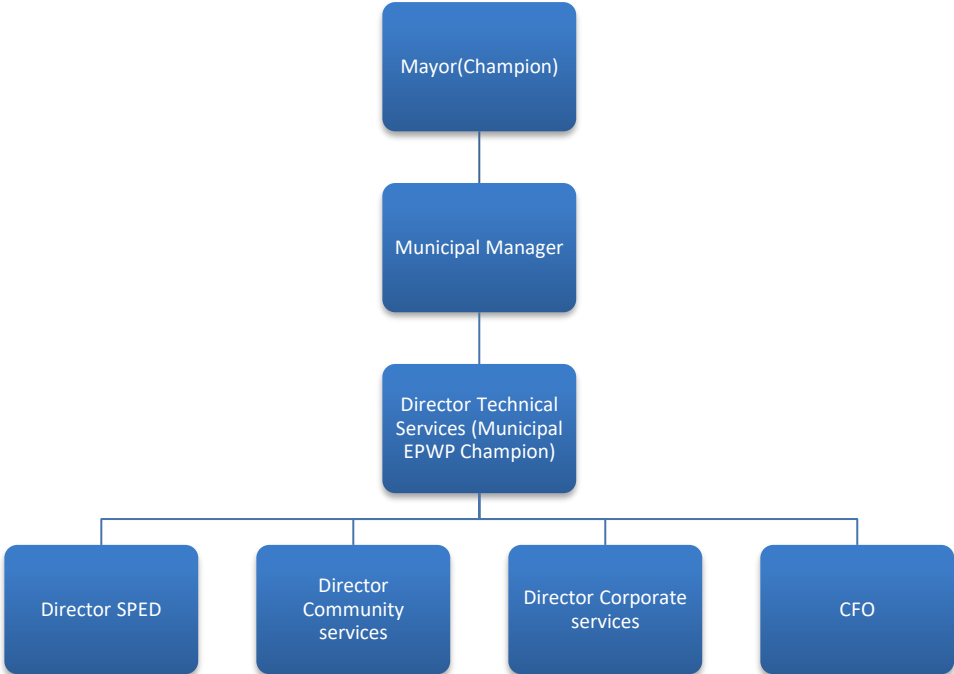 Mayor(Champion)
Municipal Manager
Director Technical
Services (Municipal
EPWP Champion)
Director SPED
Director
Community
services
Director Corporate
services
CFO